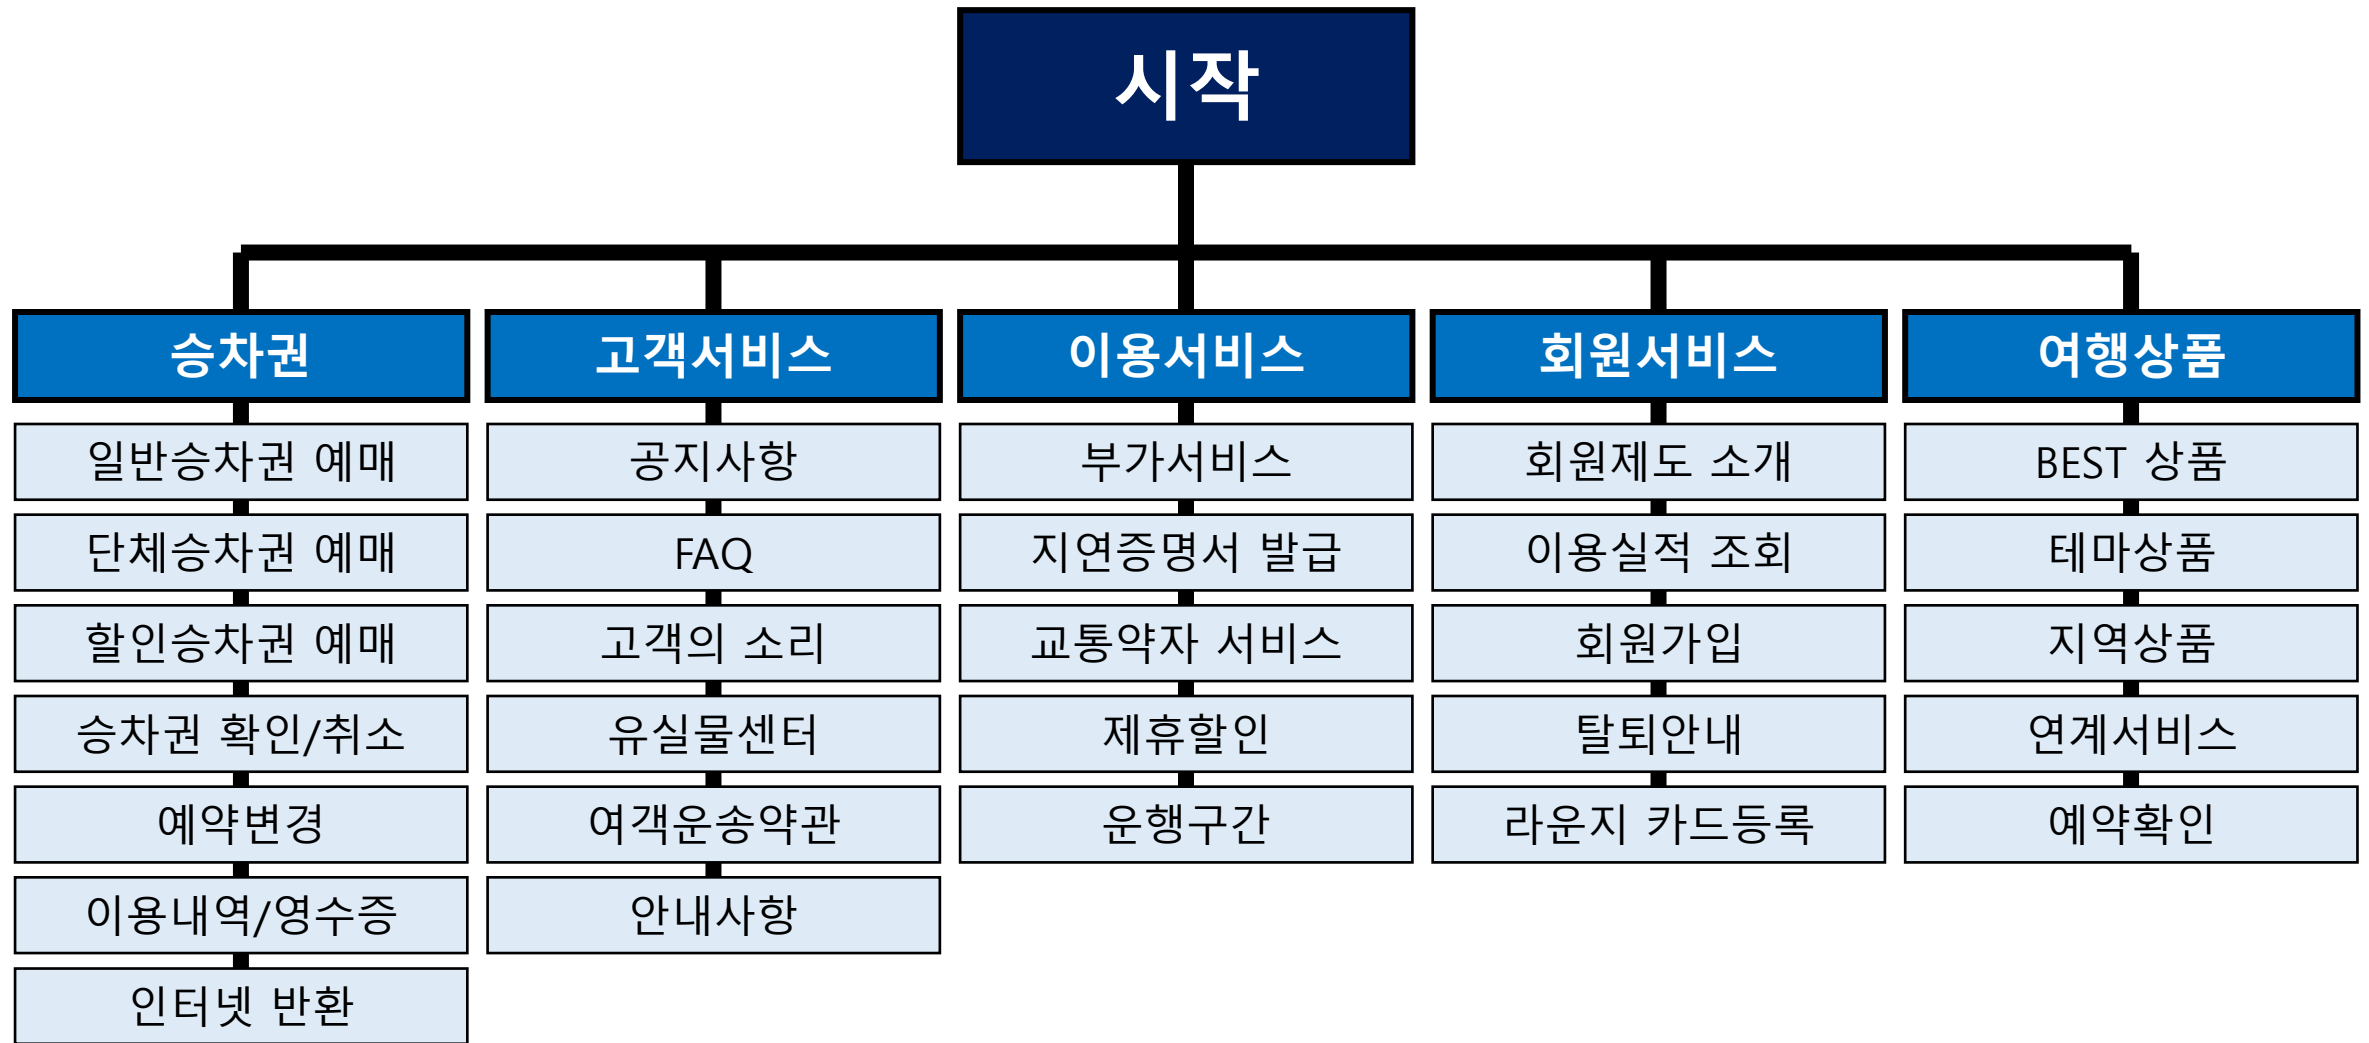 시작
승차권
일반승차권 예매
단체승차권 예매
할인승차권 예매
승차권 확인/취소
예약변경
이용내역/영수증
인터넷 반환
고객서비스
공지사항
FAQ
고객의 소리
유실물센터
여객운송약관
안내사항
이용서비스
부가서비스
지연증명서 발급
교통약자 서비스
제휴할인
운행구간
회원서비스
회원제도 소개
이용실적 조회
회원가입
탈퇴안내
라운지 카드등록
여행상품
BEST 상품
테마상품
지역상품
연계서비스
예약확인